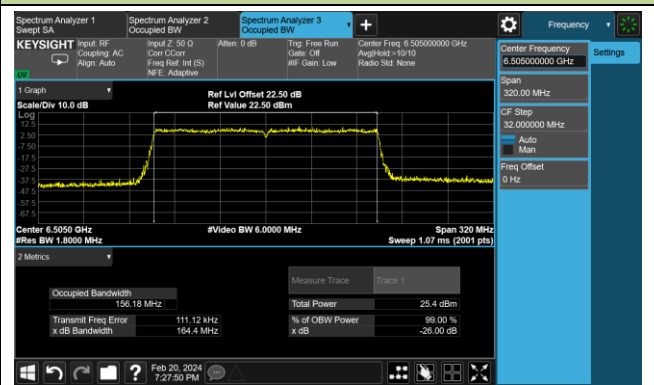 Spectrum Analyzer 1
Swept SA
Spectrum Analyzer 2
Occupied BW
Spectrum Analyzer 3
Occupied BW
+
Frequency
KEYSIGHT
Input: RF
Coupling: AC
Align: Auto
Input Z: 50 Ω
Corr CCorr
Freq Ref: Int (S)
NFE: Adaptive
Atten: 0 dB
Trig: Free Run
Gate: Off
#IF Gain: Low
Center Freq: 6.505000000 GHz
Avg|Hold:>10/10
Radio Std: None
Center Frequency
6.505000000 GHz
Settings
Span
320.00 MHz
CF Step
32.000000 MHz
Auto
Man
Freq Offset
0 Hz
1 Graph
Scale/Div 10.0 dB
Ref Lvl Offset 22.50 dB
Ref Value 22.50 dBm
Log
12.5
2.50
-7.50
-17.5
-27.5
-37.5
-47.5
-57.5
-67.5
Center 6.5050 GHz
#Res BW 1.8000 MHz
#Video BW 6.0000 MHz
Span 320 MHz
Sweep 1.07 ms (2001 pts)
2 Metrics
Measure Trace
Trace 1
Occupied Bandwidth
156.18 MHz
Total Power
25.4 dBm
Transmit Freq Error
111.12 kHz
% of OBW Power
99.00 %
x dB Bandwidth
164.4 MHz
x dB
-26.00 dB
?
Feb 20, 2024
7:27:50 PM